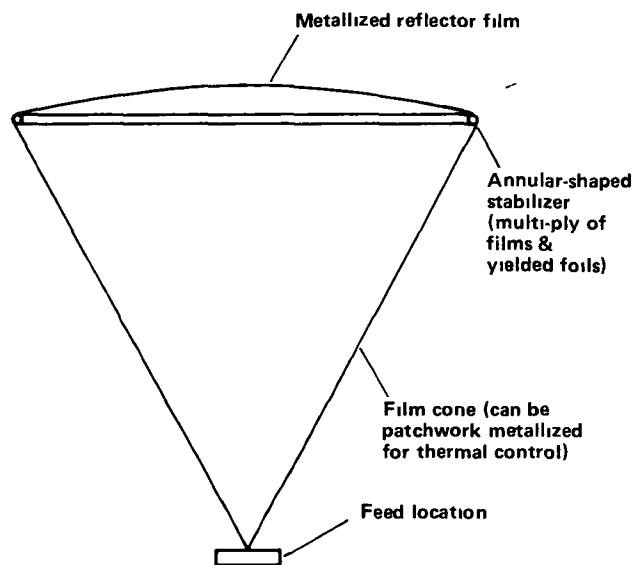 Metallized reflector film
Annular-shaped
stabilizer
(multi-ply of
films &
yielded foils)
Film cone (can be
patchwork metallized
for thermal control)
Feed location